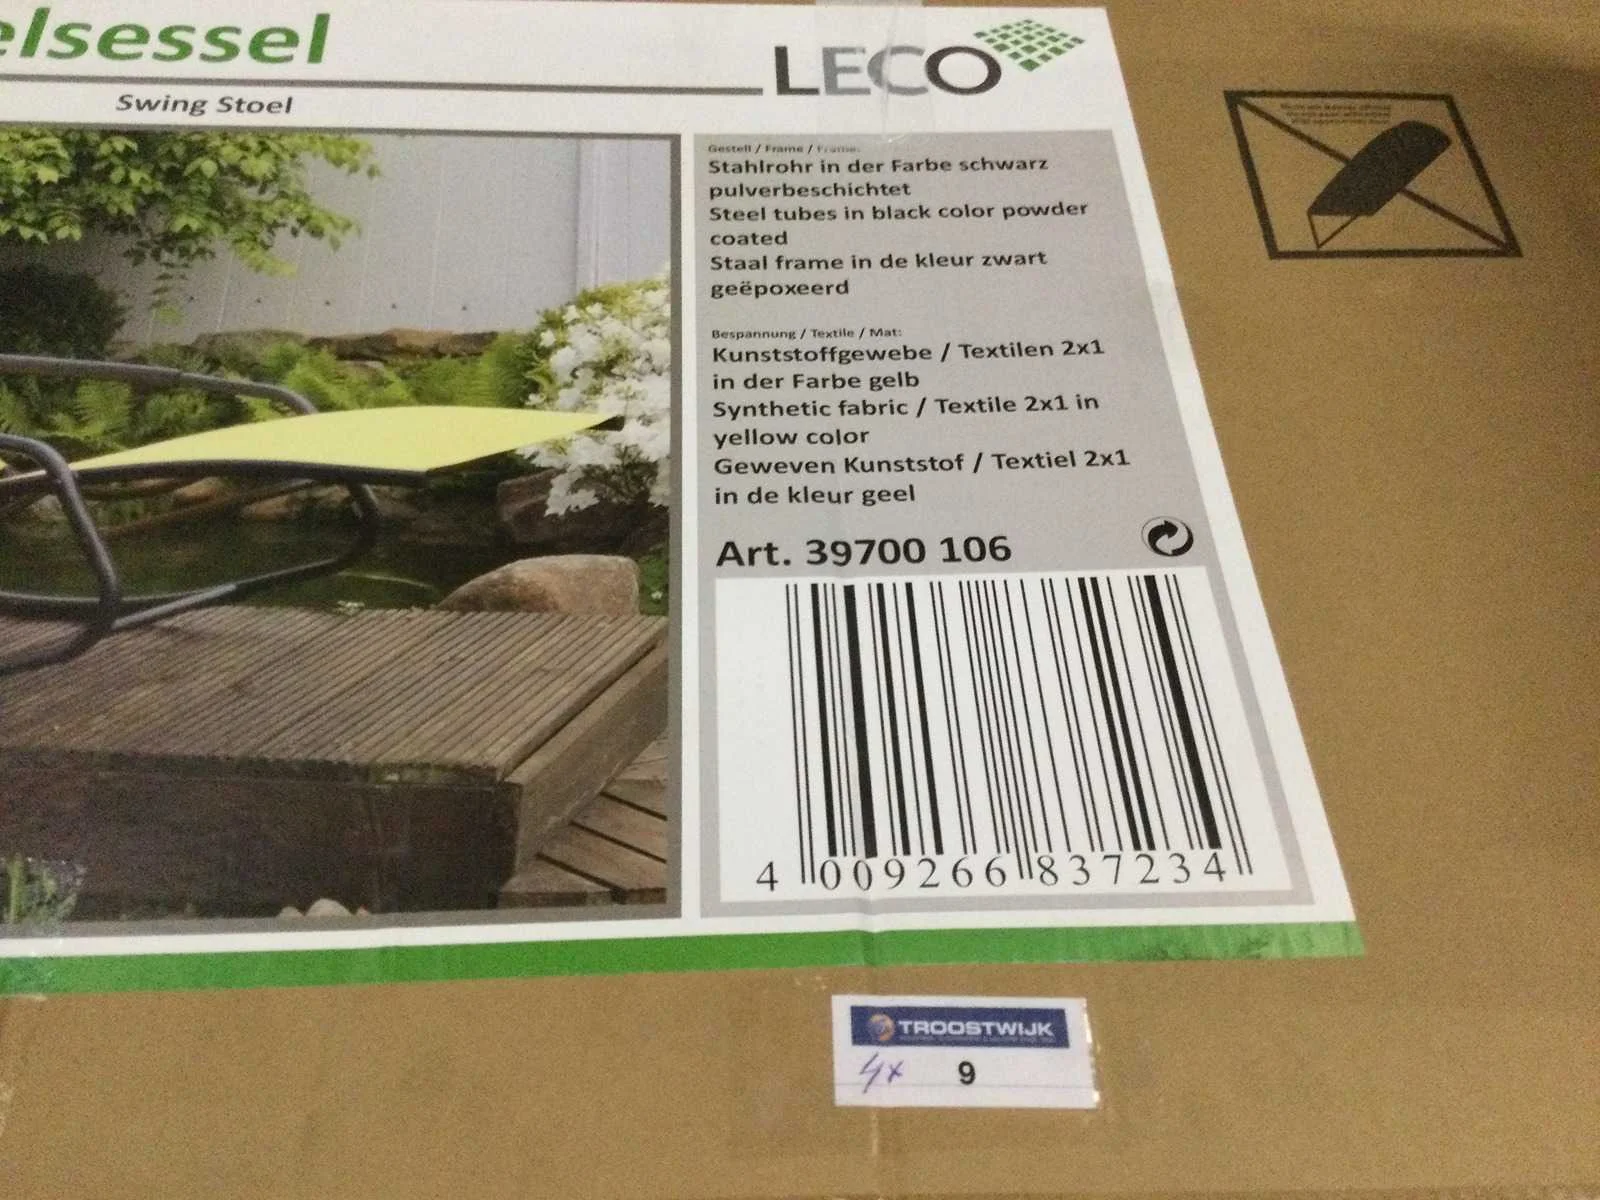 elsessel
LECO
Swing Stoel
Gestell / Frame / Frame:
Stahlrohr in der Farbe schwarz
pulverbeschichtet
Steel tubes in black color powder
coated
Staal frame in de kleur zwart
geëpoxeerd
Bespannung / Textile / Mat:
Kunststoffgewebe / Textilen 2x1
in der Farbe gelb
Synthetic fabric / Textile 2x1 in
yellow color
Geweven Kunststof / Textiel 2x1
in de kleur geel
Art. 39700 106
4 009266 837234
TROOSTWIJK
4x 9